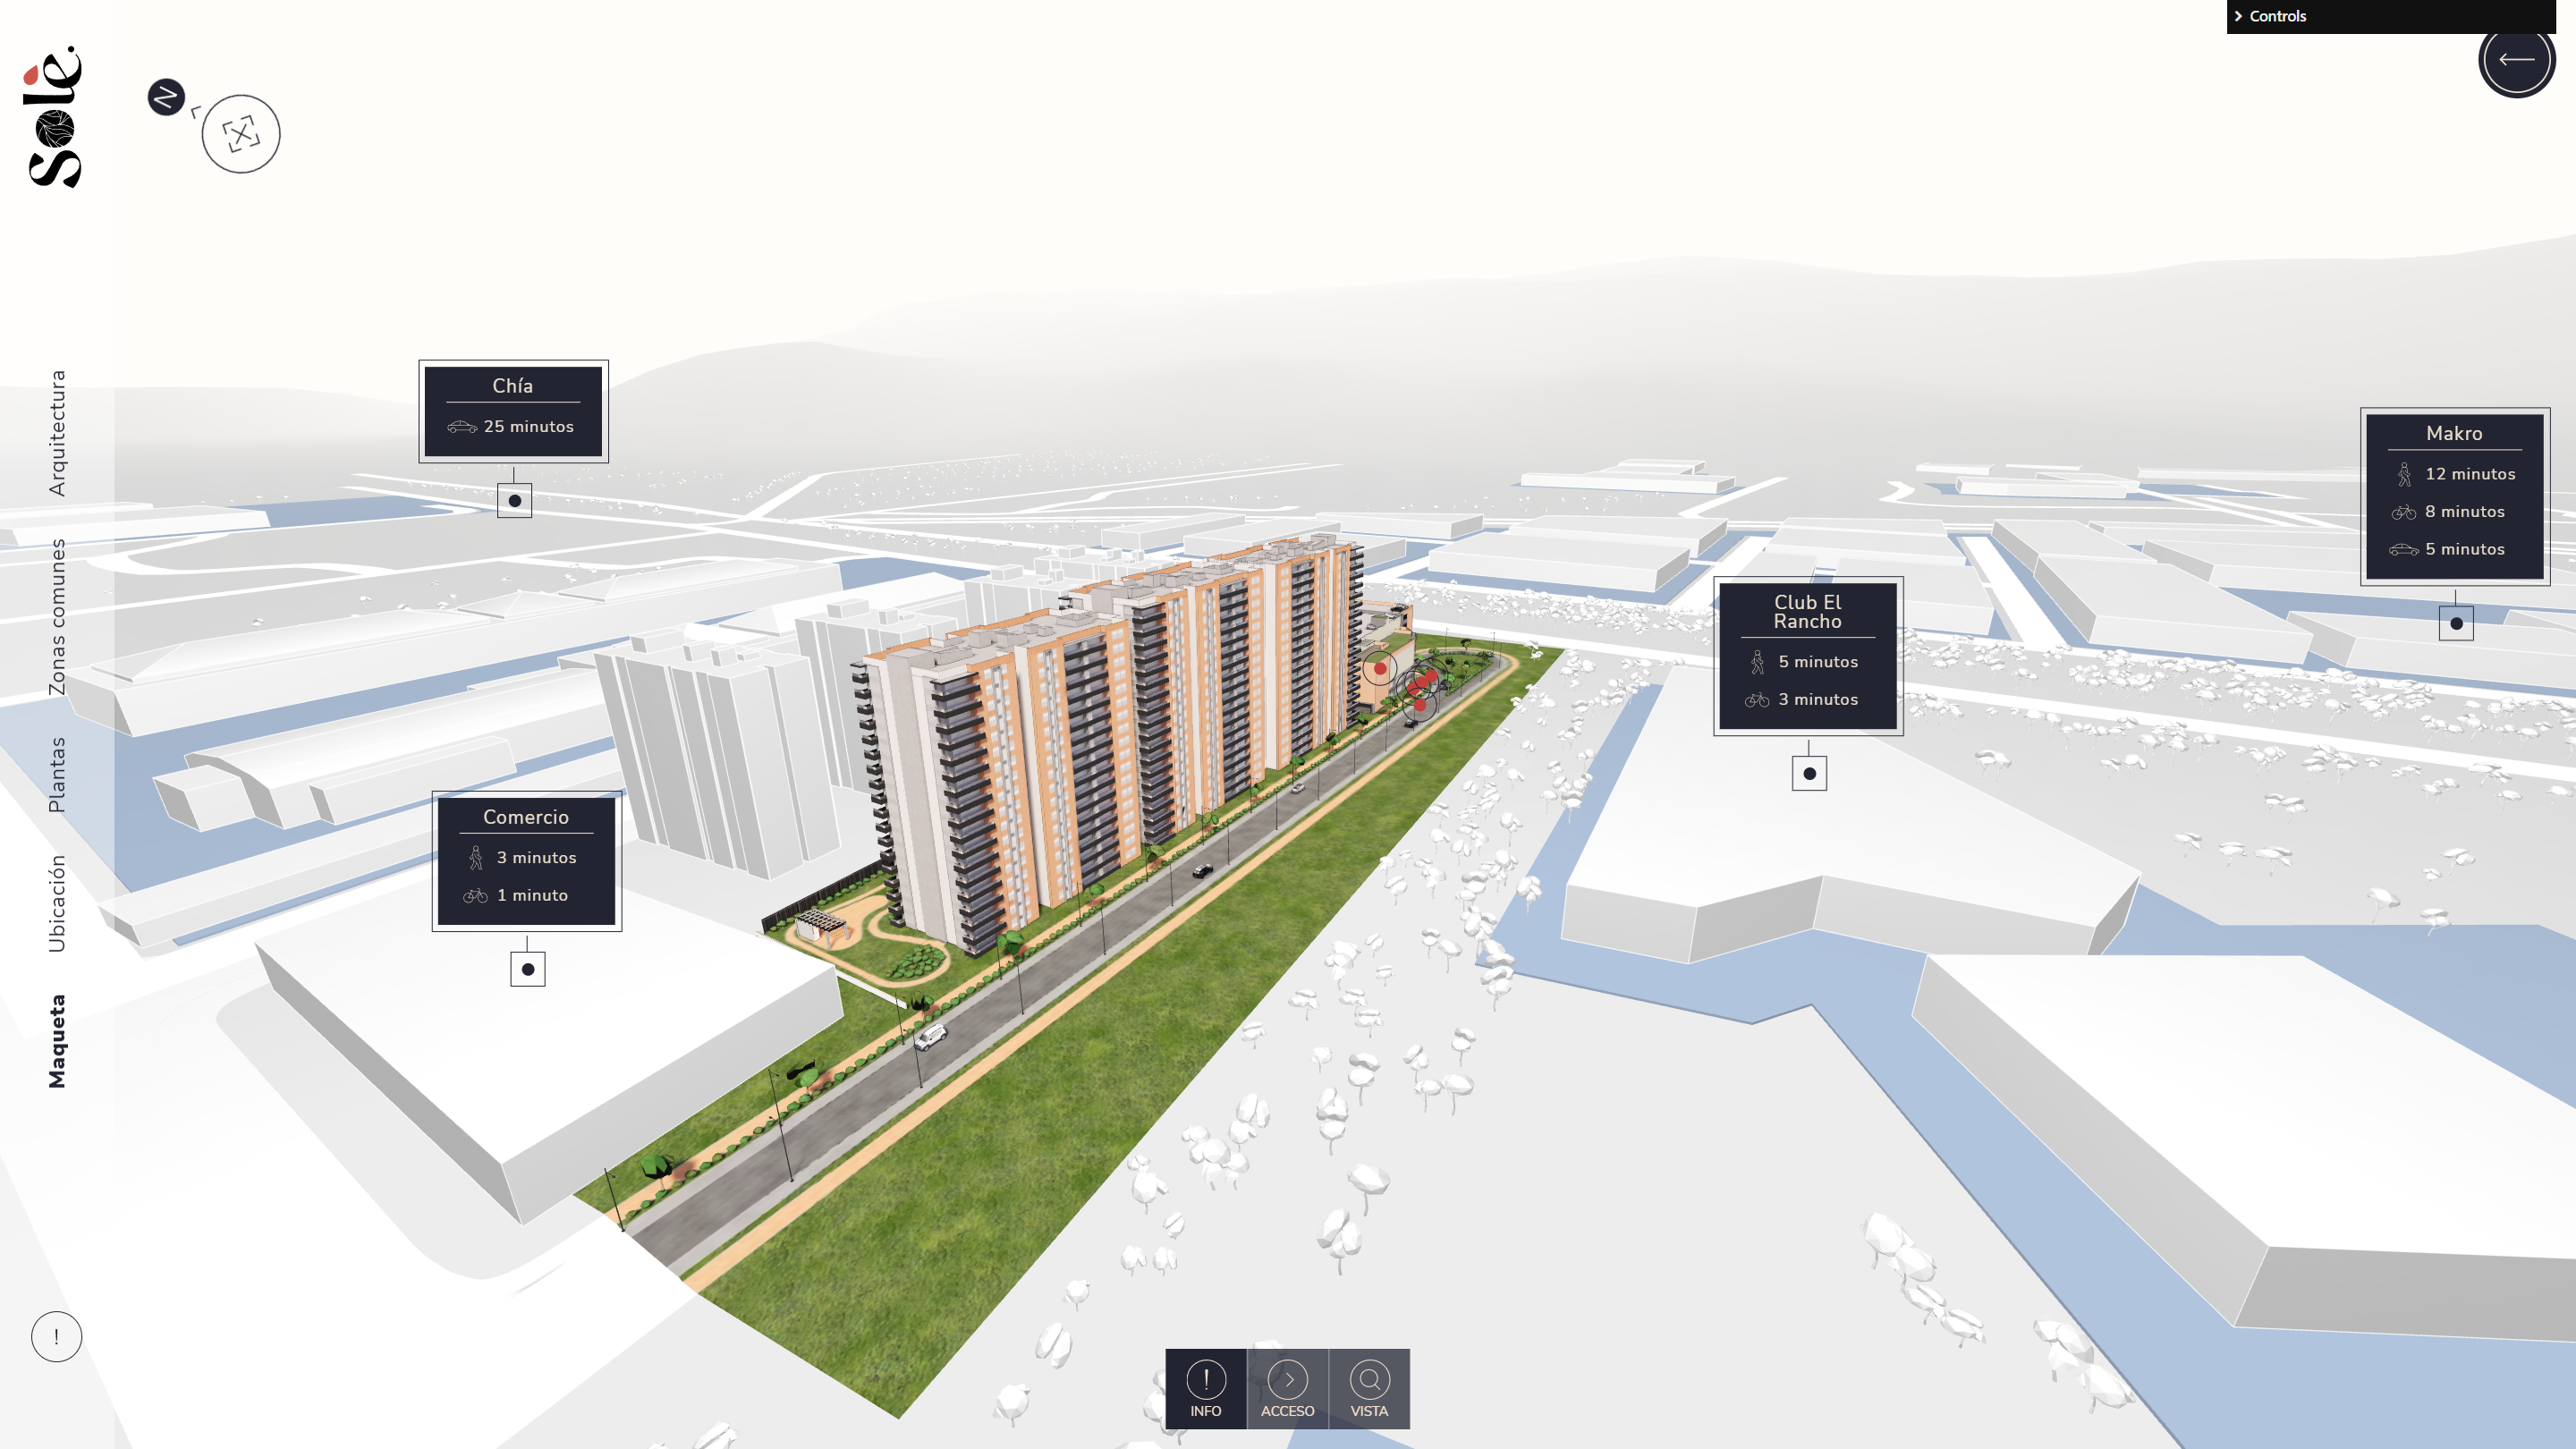 Controls
solé.
N
Chía
25 minutos
Makro
12 minutos
8 minutos
5 minutos
Club El
Rancho
5 minutos
3 minutos
Comercio
3 minutos
1 minuto
Arquitectura
Zonas comunes
Plantas
Ubicación
Maqueta
!
! INFO
ACCESO
VISTA